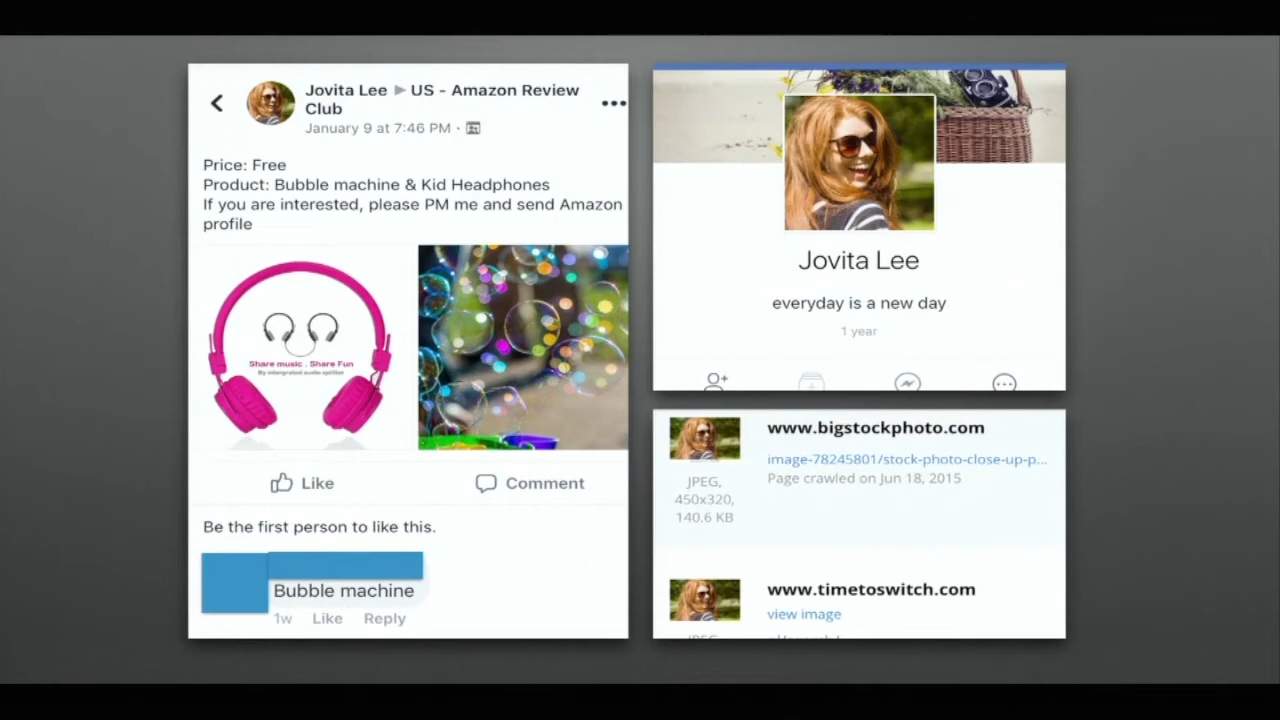 Jovita Lee ▶ US - Amazon Review
Club
January 9 at 7:46 PM ·
Price: Free
Product: Bubble machine & Kid Headphones
If you are interested, please PM me and send Amazon
profile
Share music . Share Fun
By intergrated audio splitter
Like
Comment
Be the first person to like this.
Bubble machine
1w Like Reply
Jovita Lee
everyday is a new day
1 year
www.bigstockphoto.com
image-78245801/stock-photo-close-up-p...
Page crawled on Jun 18, 2015
JPEG,
450x320,
140.6 KB
www.timetoswitch.com
view image